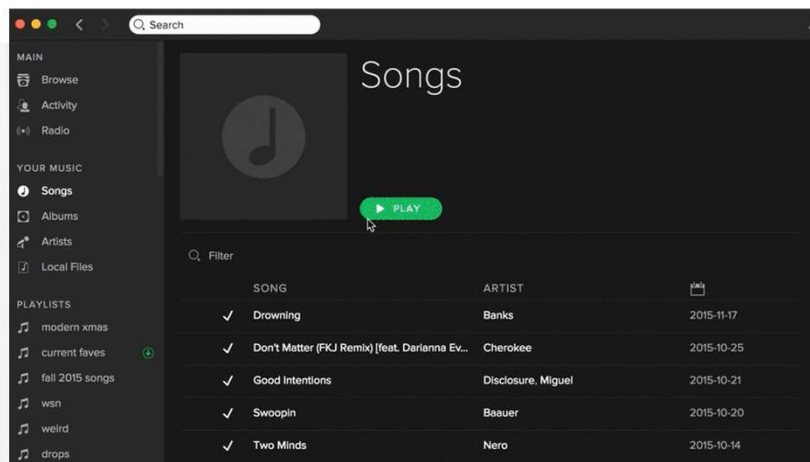 Search
MAIN
Browse
Activity
Radio
YOUR MUSIC
Songs
Albums
Artists
Local Files
PLAYLISTS
modern xmas
current faves
fall 2015 songs
wsn
weird
drops
Songs
PLAY
Filter
SONG ARTIST
Drowning Banks 2015-11-17
Don't Matter (FKJ Remix) [feat. Darianna Ev... Cherokee 2015-10-25
Good Intentions Disclosure, Miguel 2015-10-21
Swoopin Baauer 2015-10-20
Two Minds Nero 2015-10-14